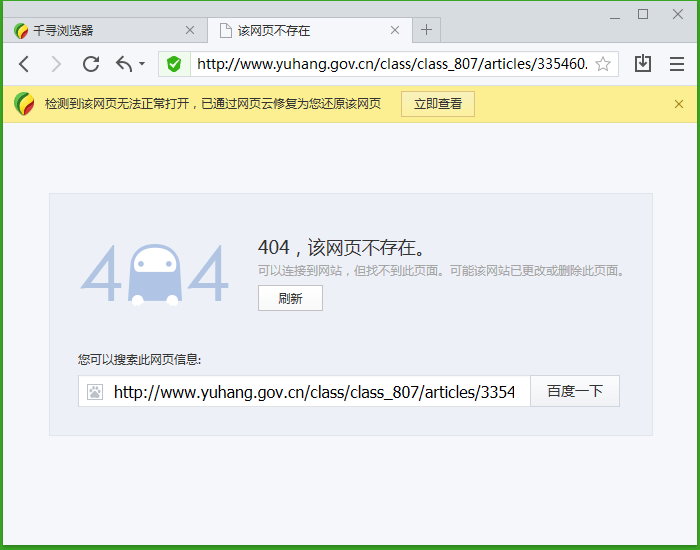 千寻浏览器
该网页不存在
http://www.yuhang.gov.cn/class/class_807/articles/335460.
检测到该网页无法正常打开，已通过网页云修复为您还原该网页
立即查看
404
404，该网页不存在。
可以连接到网站，但找不到此页面。可能该网站已更改或删除此页面。
刷新
您可以搜索此网页信息:
http://www.yuhang.gov.cn/class/class_807/articles/3354
百度一下